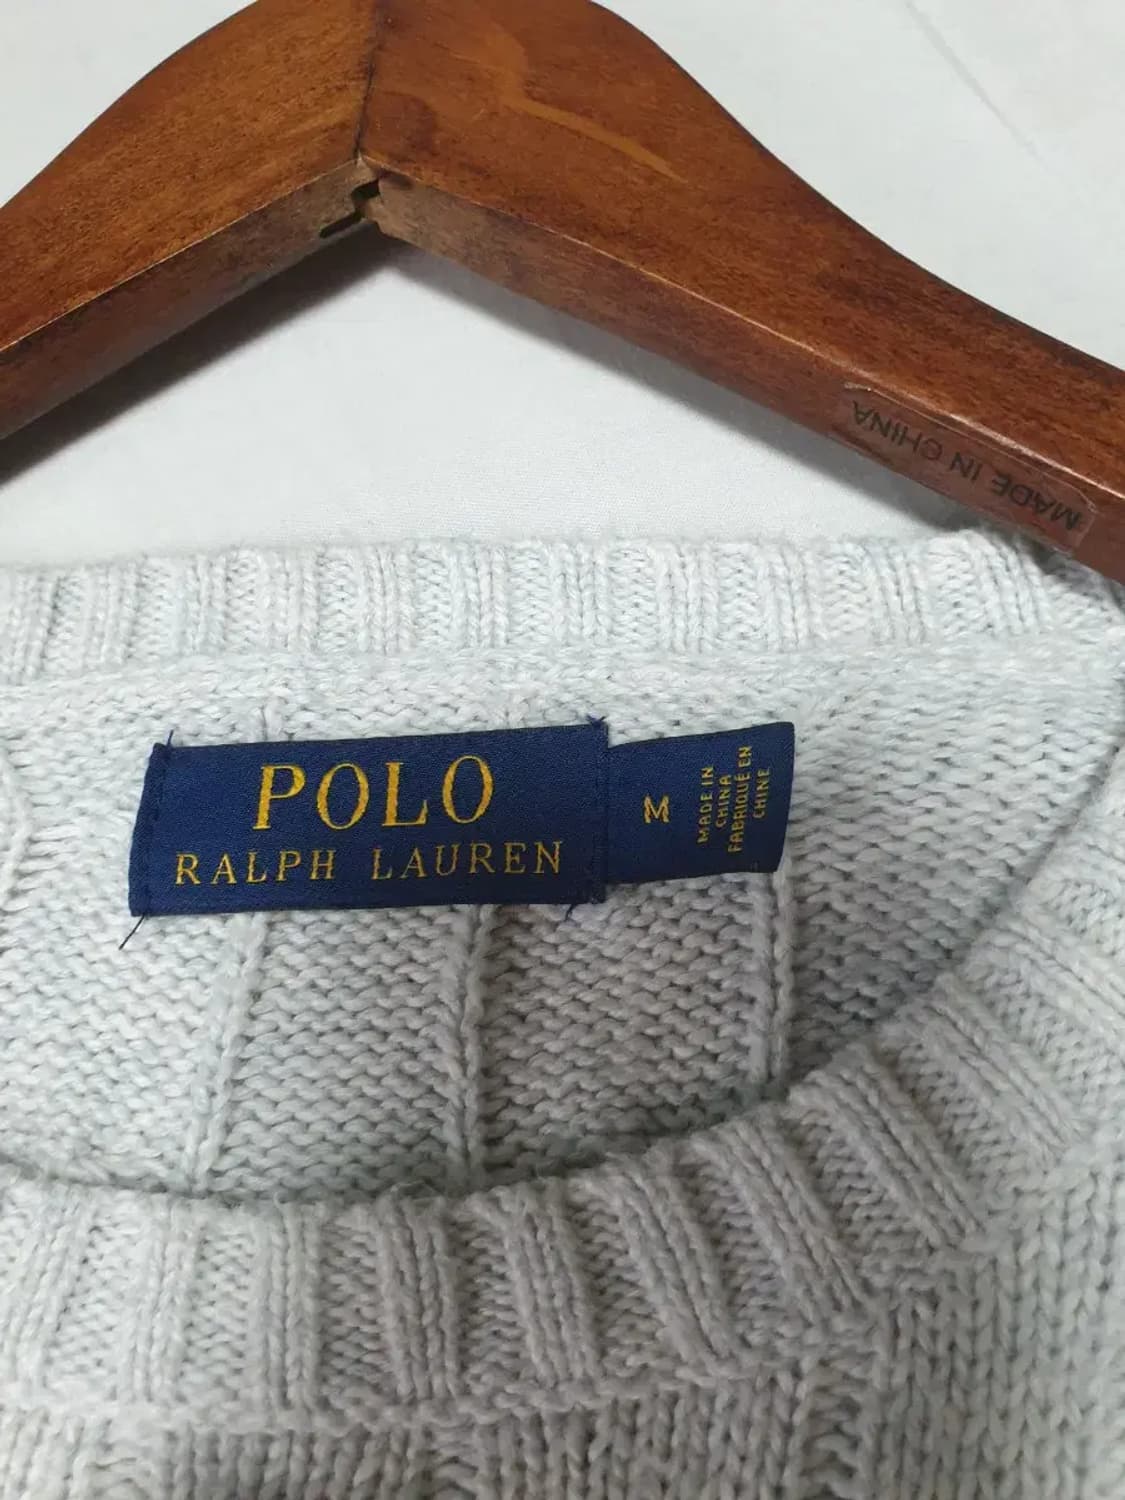 MADE IN CHINA
POLO
RALPH LAUREN
M
MADE IN
CHINA
FABRIQUÉ EN
CHINE